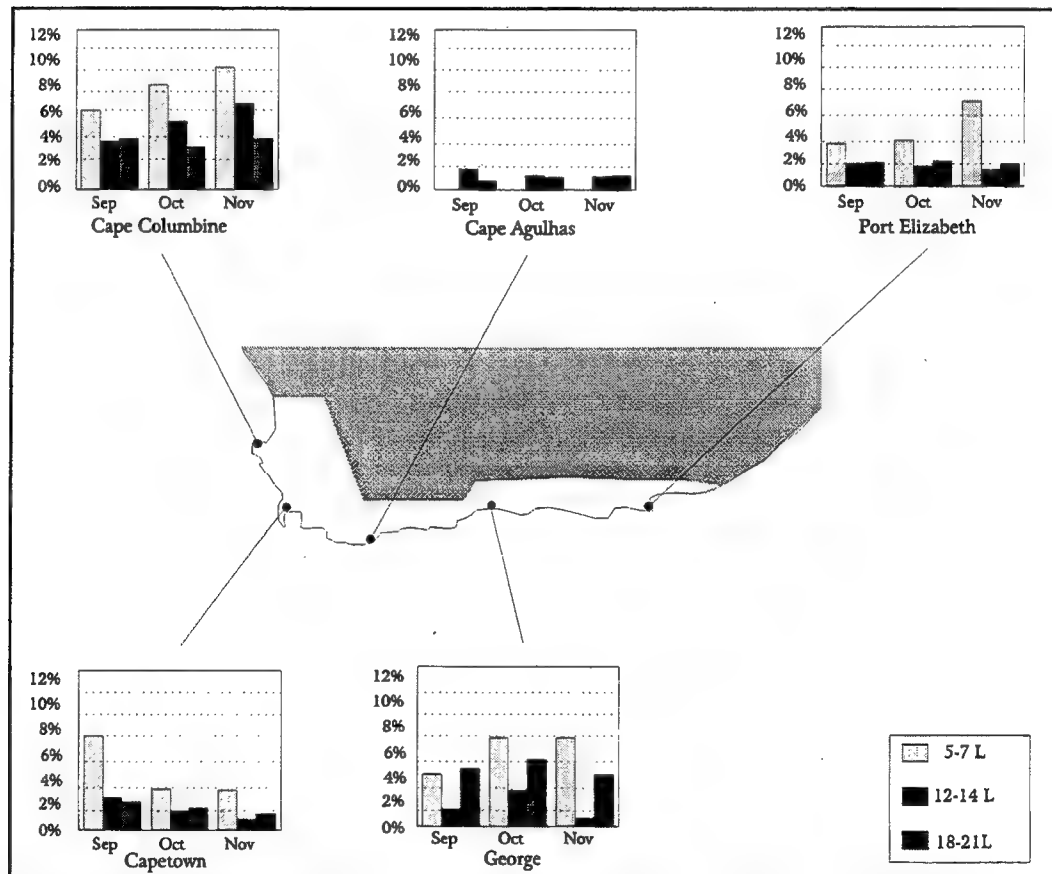 12%
10%
8%
6%
4%
2%
0%
Sep Oct Nov
Cape Columbine
12%
10%
8%
6%
4%
2%
0%
Sep Oct Nov
Cape Agulhas
12%
10%
8%
6%
4%
2%
0%
Sep Oct Nov
Port Elizabeth
12%
10%
8%
6%
4%
2%
0%
Sep Oct Nov
Capetown
12%
10%
8%
6%
4%
2%
0%
Sep Oct Nov
George
5-7 L
12-14 L
18-21L